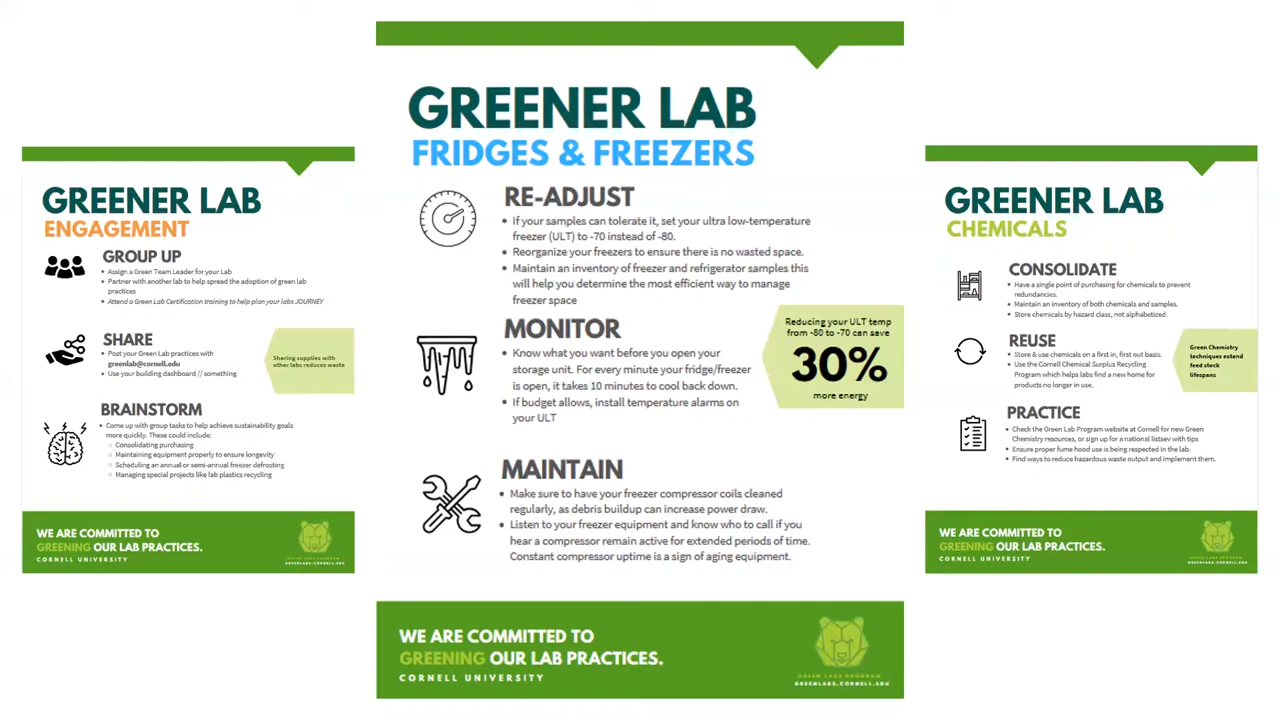 GREENER LAB
ENGAGEMENT
GROUP UP
• Assign a Green Team Leader for your Lab
• Partner with another lab to help spread the adoption of green lab
practices
• Attend a Green Lab Certification training to help plan your labs JOURNEY
SHARE
• Post your Green Lab practices with
greenlab@cornell.edu
• Use your building dashboard // something
Sharing supplies with
other labs reduces waste
BRAINSTORM
• Come up with group tasks to help achieve sustainability goals
more quickly. These could include:
○ Consolidating purchasing
○ Maintaining equipment properly to ensure longevity
○ Scheduling an annual or semi-annual freezer defrosting
○ Managing special projects like lab plastics recycling
WE ARE COMMITTED TO
GREENING OUR LAB PRACTICES.
CORNELL UNIVERSITY
GREEN LABS PROGRAM
GREENLABS.CORNELL.EDU
GREENER LAB
FRIDGES & FREEZERS
RE-ADJUST
• If your samples can tolerate it, set your ultra low-temperature
freezer (ULT) to -70 instead of -80.
• Reorganize your freezers to ensure there is no wasted space.
• Maintain an inventory of freezer and refrigerator samples this
will help you determine the most efficient way to manage
freezer space
MONITOR
• Know what you want before you open your
storage unit. For every minute your fridge/freezer
is open, it takes 10 minutes to cool back down.
• If budget allows, install temperature alarms on
your ULT
Reducing your ULT temp
from -80 to -70 can save
30%
more energy
MAINTAIN
• Make sure to have your freezer compressor coils cleaned
regularly, as debris buildup can increase power draw.
• Listen to your freezer equipment and know who to call if you
hear a compressor remain active for extended periods of time.
Constant compressor uptime is a sign of aging equipment.
WE ARE COMMITTED TO
GREENING OUR LAB PRACTICES.
CORNELL UNIVERSITY
GREEN LABS PROGRAM
GREENLABS.CORNELL.EDU
GREENER LAB
CHEMICALS
CONSOLIDATE
• Have a single point of purchasing for chemicals to prevent
redundancies.
• Maintain an inventory of both chemicals and samples.
• Store chemicals by hazard class, not alphabetized.
REUSE
• Store & use chemicals on a first in, first out basis.
• Use the Cornell Chemical Surplus Recycling
Program which helps labs find a new home for
products no longer in use.
Green Chemistry
techniques extend
feed stock
lifespans
PRACTICE
• Check the Green Lab Program website at Cornell for new Green
Chemistry resources, or sign up for a national listsev with tips
• Ensure proper fume hood use is being respected in the lab.
• Find ways to reduce hazardous waste output and implement them.
WE ARE COMMITTED TO
GREENING OUR LAB PRACTICES.
CORNELL UNIVERSITY
GREEN LABS PROGRAM
GREENLABS.CORNELL.EDU